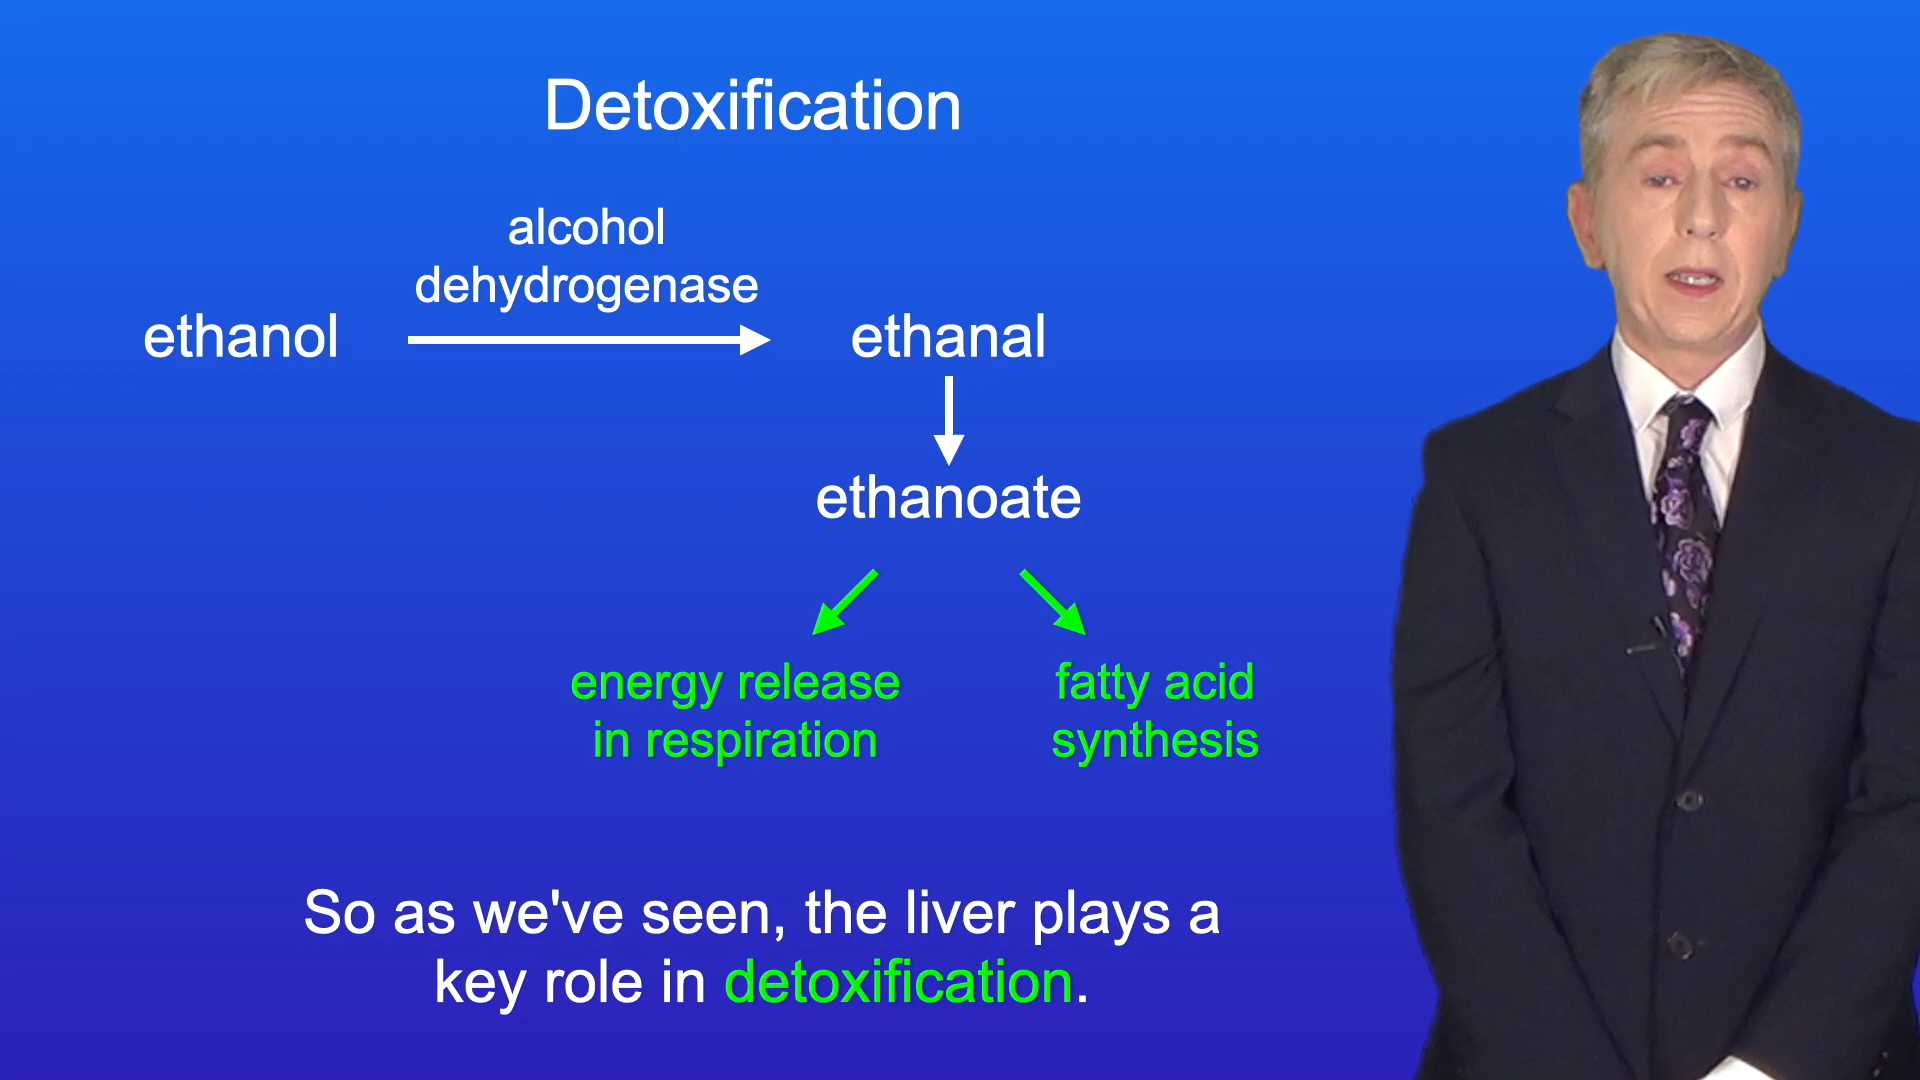 Detoxification
alcohol
dehydrogenase
ethanol
ethanal
ethanoate
energy release
in respiration
fatty acid
synthesis
So as we've seen, the liver plays a
key role in detoxification.